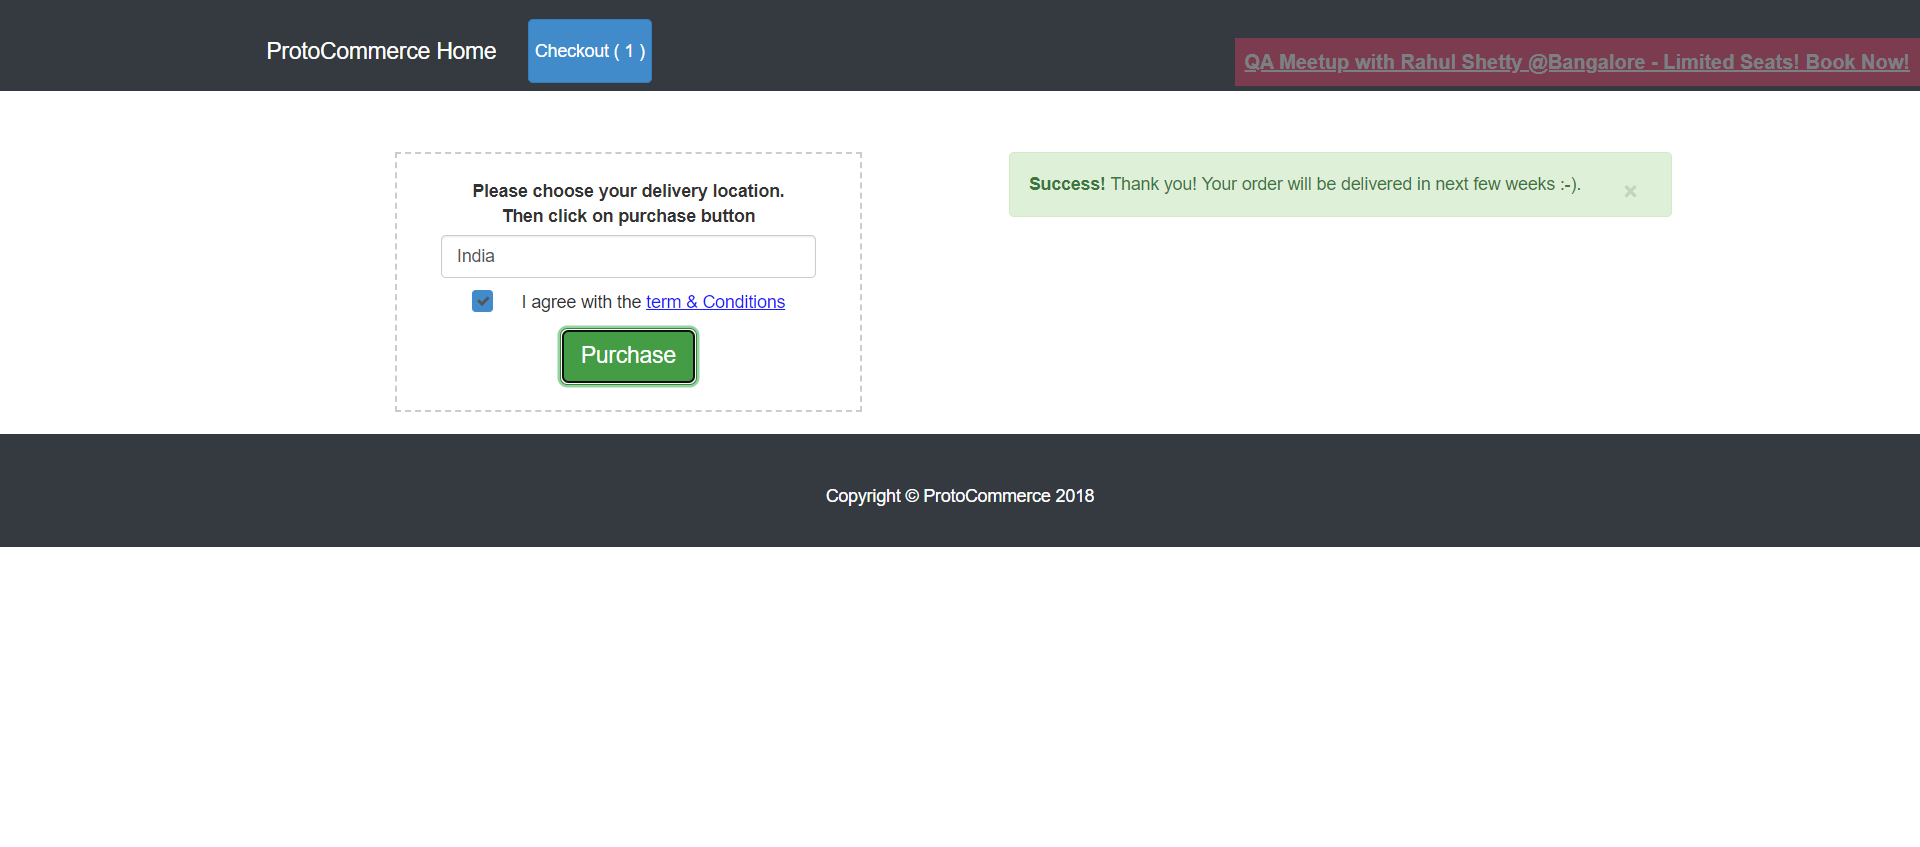 ProtoCommerce Home
Checkout ( 1 )
QA Meetup with Rahul Shetty @Bangalore - Limited Seats! Book Now!
Please choose your delivery location.
Then click on purchase button
India
I agree with the term & Conditions
Purchase
Success! Thank you! Your order will be delivered in next few weeks :-).
×
Copyright © ProtoCommerce 2018